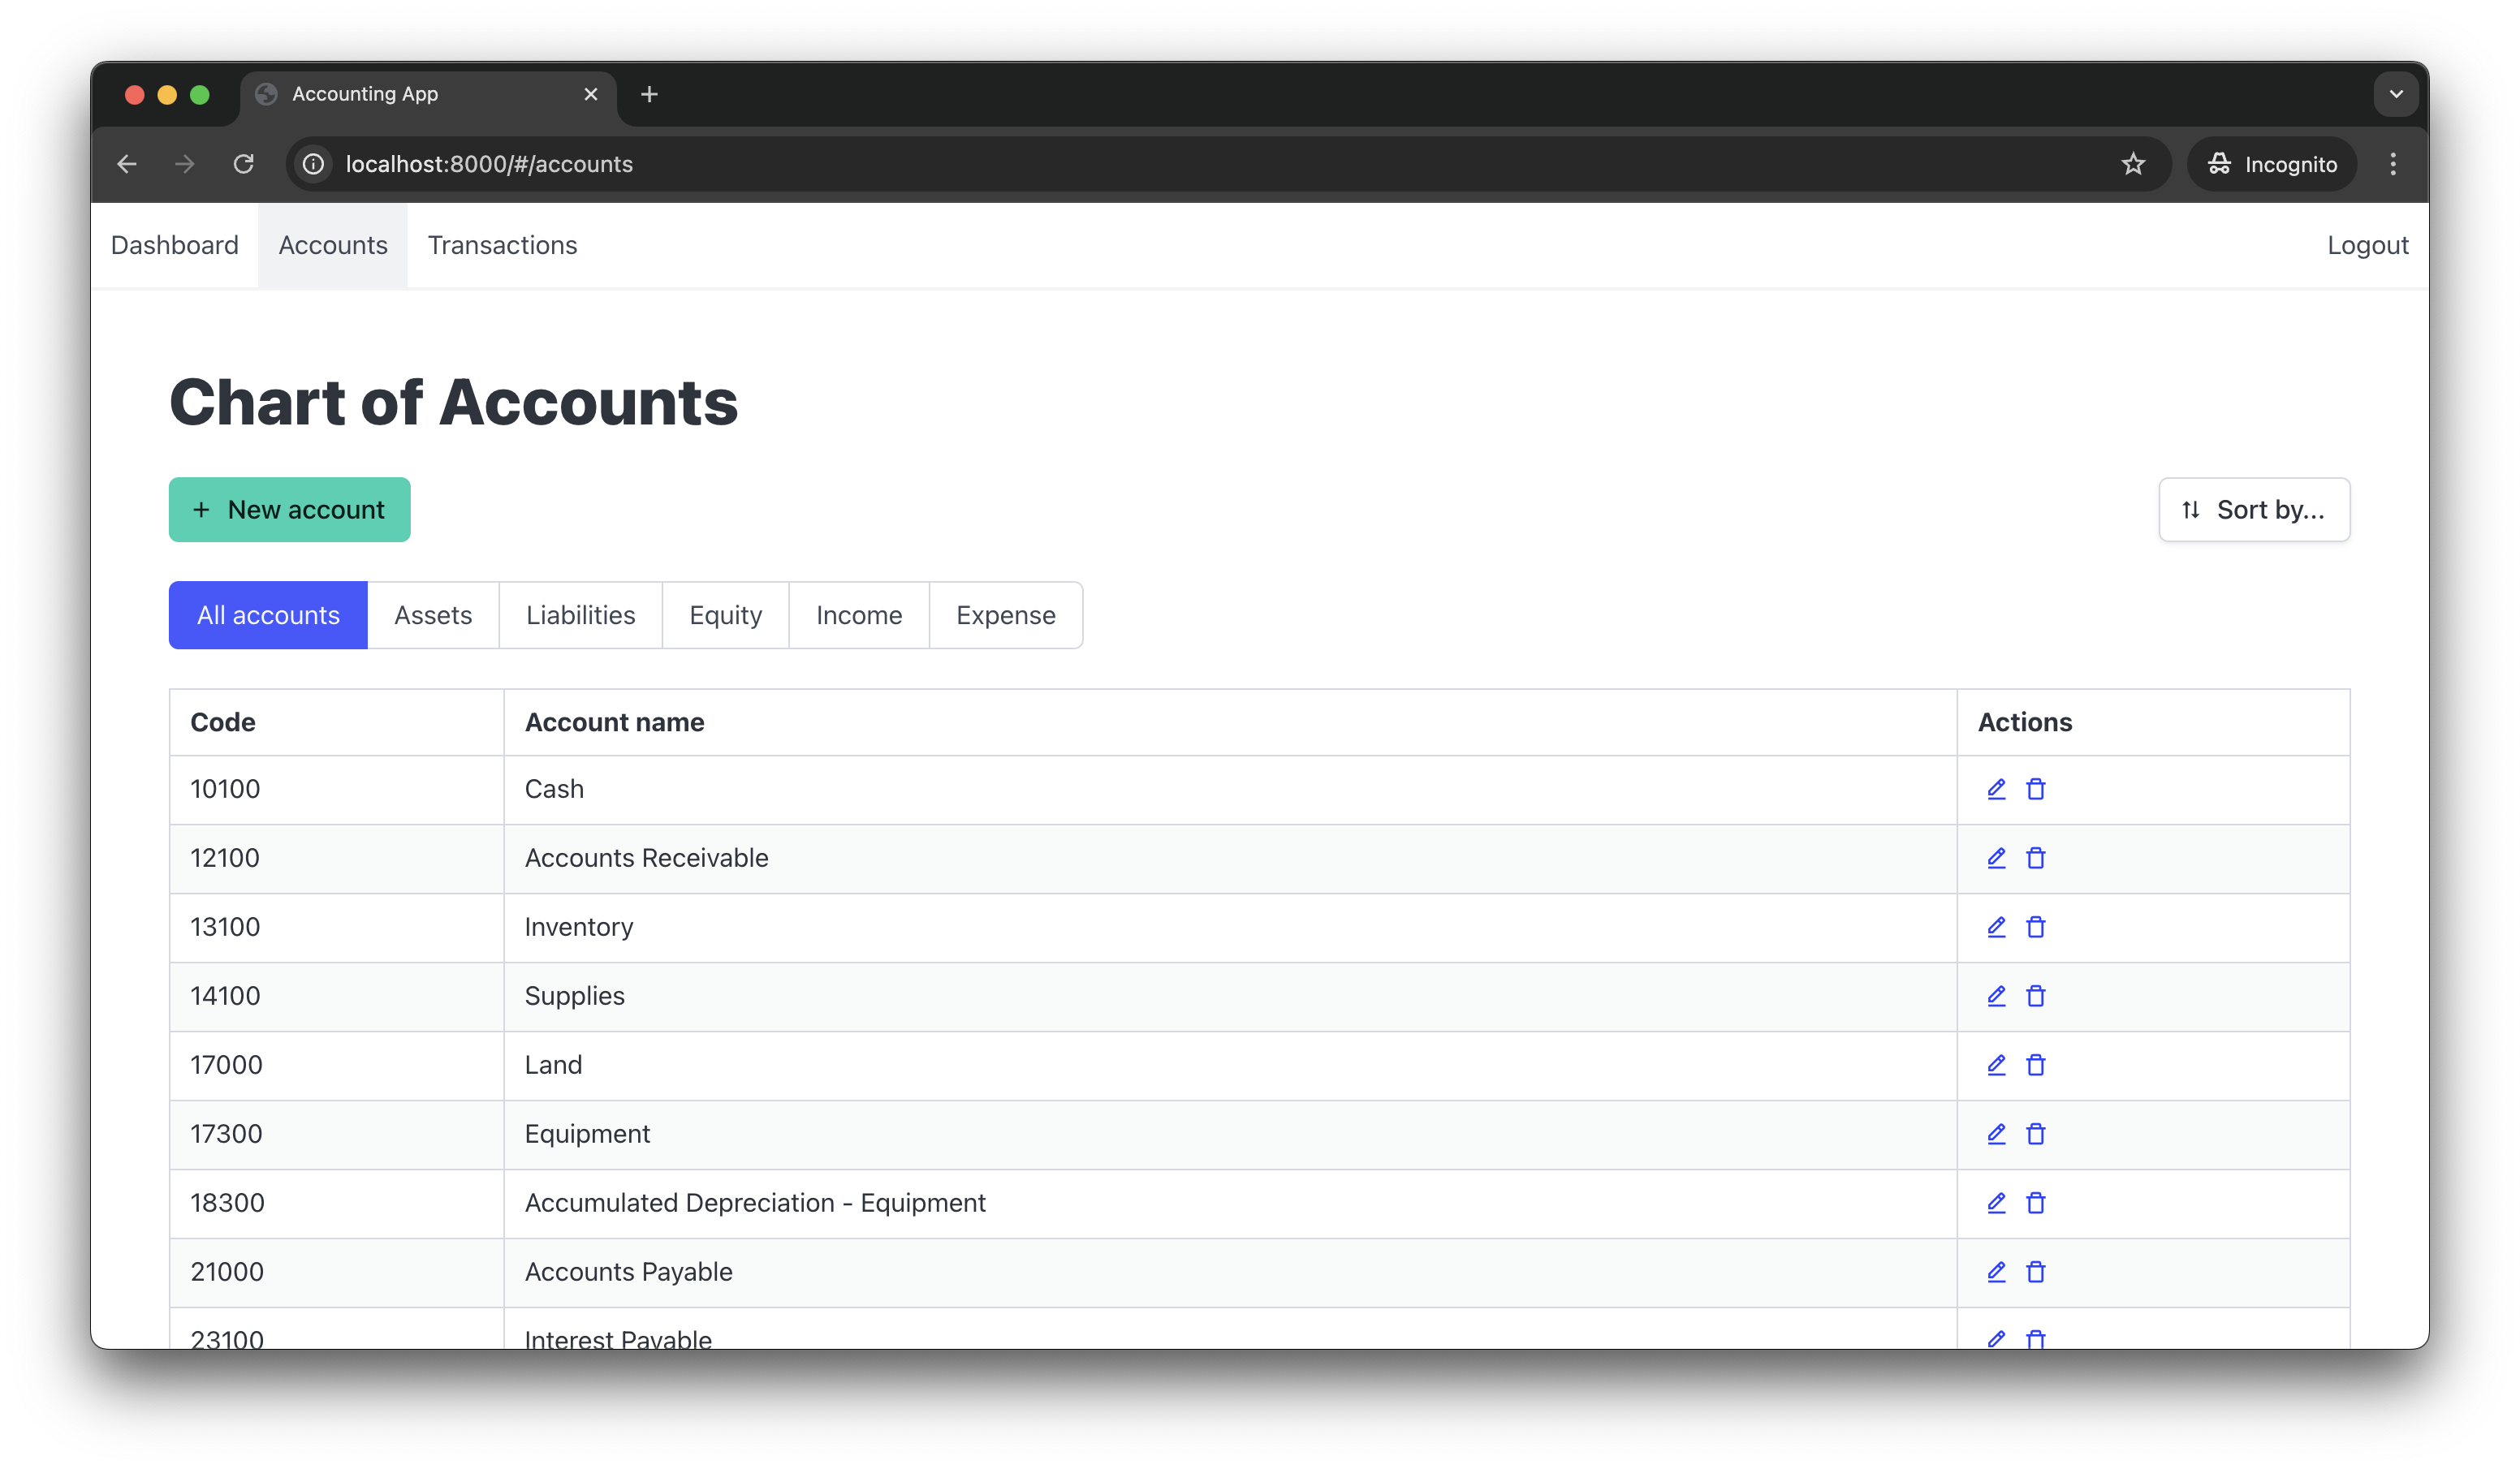 Accounting App
localhost:8000/#/accounts
Incognito
Dashboard Accounts Transactions Logout
Chart of Accounts
+ New account Sort by...
All accounts Assets Liabilities Equity Income Expense
Code Account name Actions
10100 Cash
12100 Accounts Receivable
13100 Inventory
14100 Supplies
17000 Land
17300 Equipment
18300 Accumulated Depreciation - Equipment
21000 Accounts Payable
23100 Interest Payable